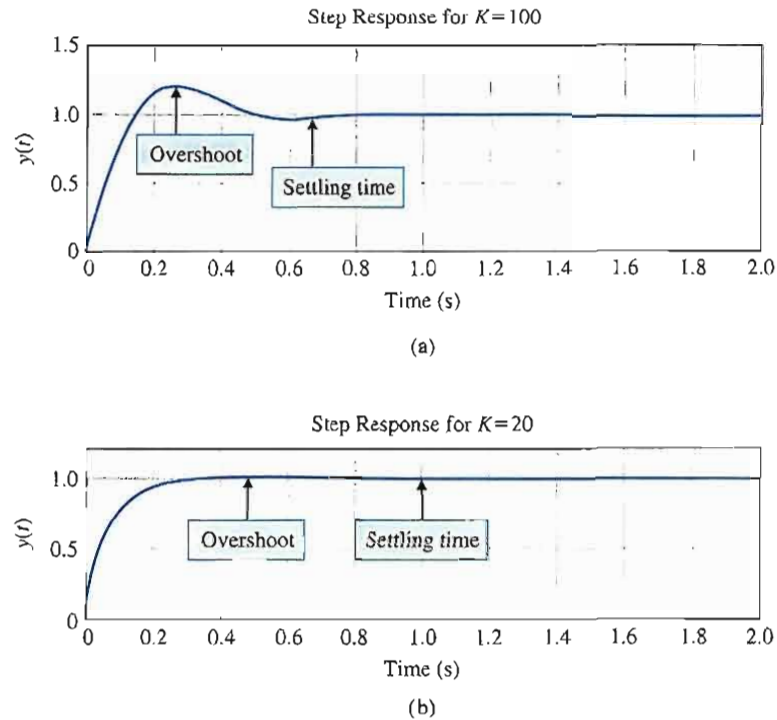 Step Response for K=100
1.5
1.0
0.5
0
y(t)
Overshoot
Settling time
0 0.2 0.4 0.6 0.8 1.0 1.2 1.4 1.6 1.8 2.0
Time (s)
(a)
Step Response for K=20
1.0
0.5
0
y(t)
Overshoot
Settling time
0 0.2 0.4 0.6 0.8 1.0 1.2 1.4 1.6 1.8 2.0
Time (s)
(b)